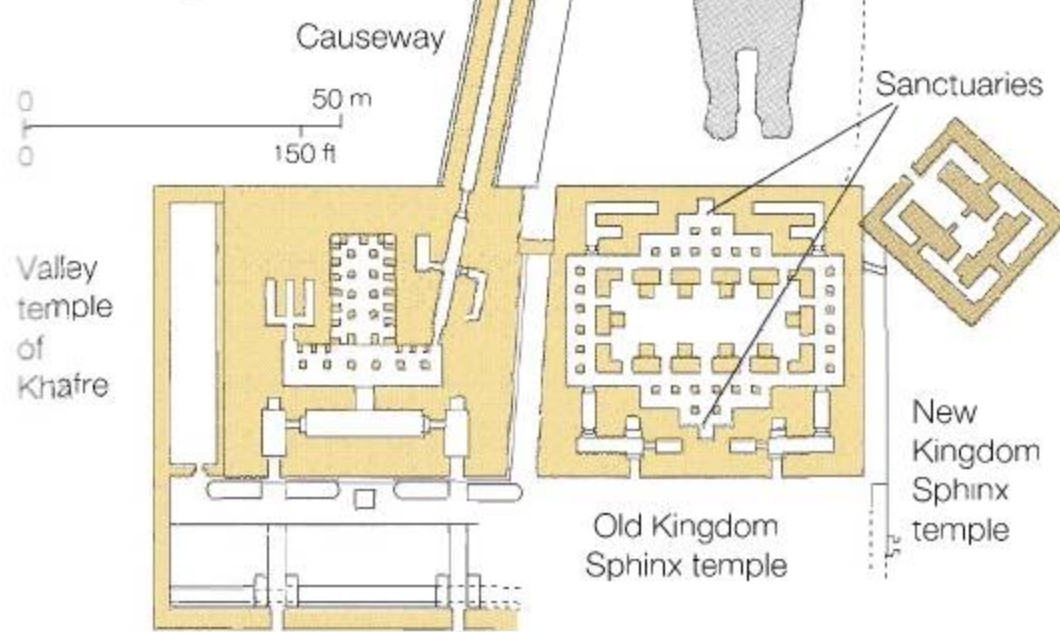 Causeway
0 50 m
0 150 ft
Sanctuaries
Valley
temple
of
Khafre
Old Kingdom
Sphinx temple
New
Kingdom
Sphinx
temple